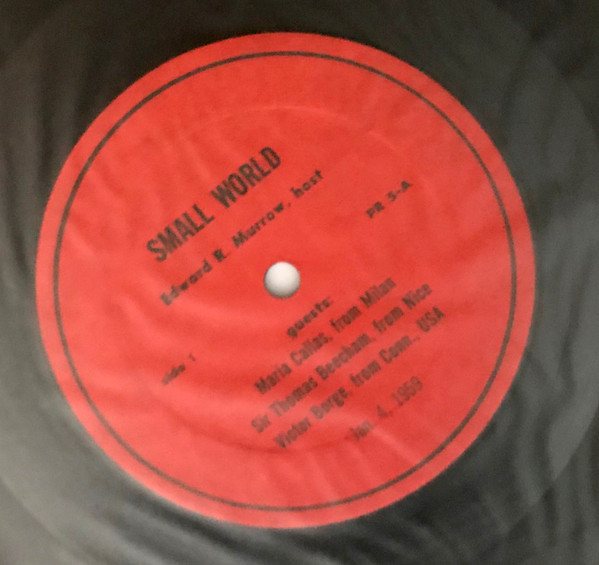 SMALL WORLD
Edward R. Murrow, host
PR 5-A
side 1
guests:
Maria Callas, from Milan
Sir Thomas Beecham, from Nice
Victor Borge, from Conn., USA
Jan. 4, 1959